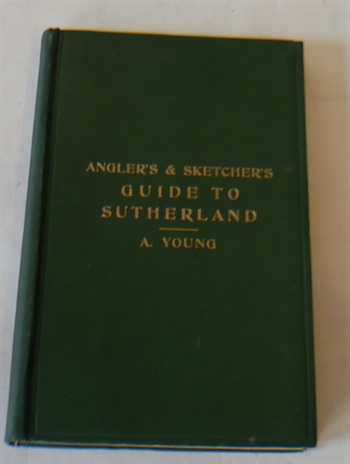 ANGLER'S & SKETCHER'S
GUIDE TO
SUTHERLAND
A. YOUNG